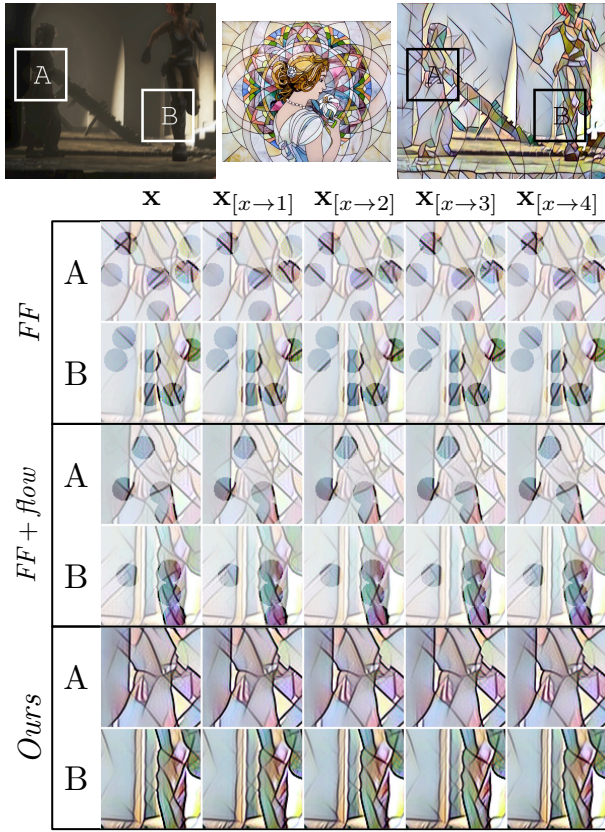 A
B
A
B
x x[x→1] x[x→2] x[x→3] x[x→4]
FF
A
B
FF + flow
A
B
Ours
A
B